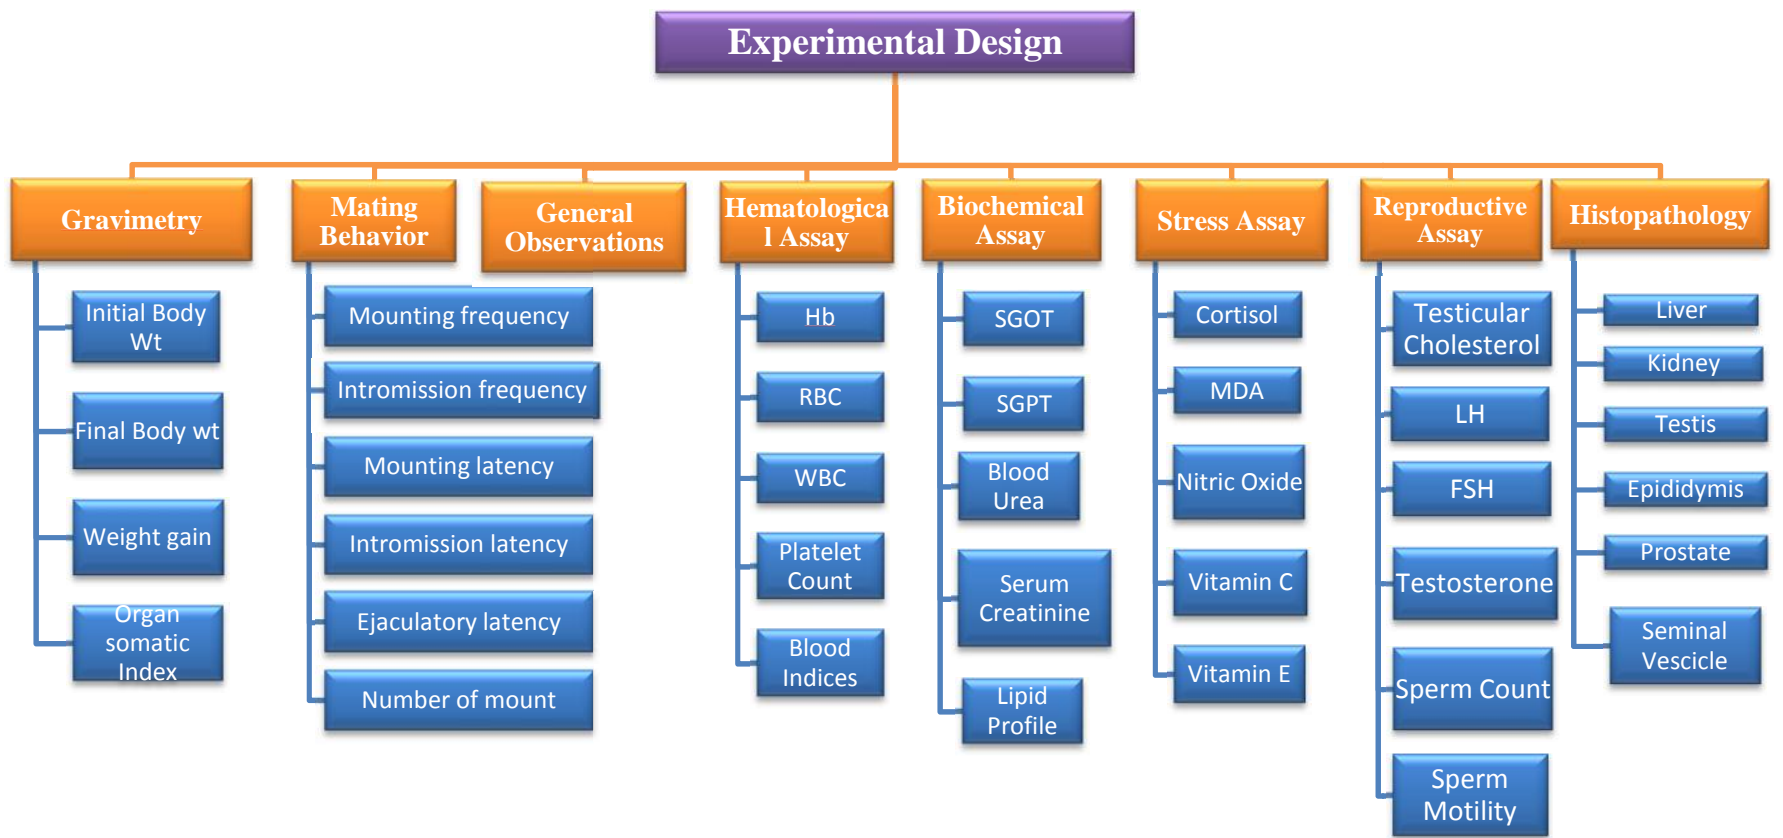 Experimental Design
Gravimetry
Initial Body
Wt
Final Body wt
Weight gain
Organ
somatic
Index
Mating
Behavior
Mounting frequency
Intromission frequency
Mounting latency
Intromission latency
Ejaculatory latency
Number of mount
General
Observations
Hematologica
l Assay
Hb
RBC
WBC
Platelet
Count
Blood
Indices
Biochemical
Assay
SGOT
SGPT
Blood
Urea
Serum
Creatinine
Lipid
Profile
Stress Assay
Cortisol
MDA
Nitric Oxide
Vitamin C
Vitamin E
Reproductive
Assay
Testicular
Cholesterol
LH
FSH
Testosterone
Sperm Count
Sperm
Motility
Histopathology
Liver
Kidney
Testis
Epididymis
Prostate
Seminal
Vescicle